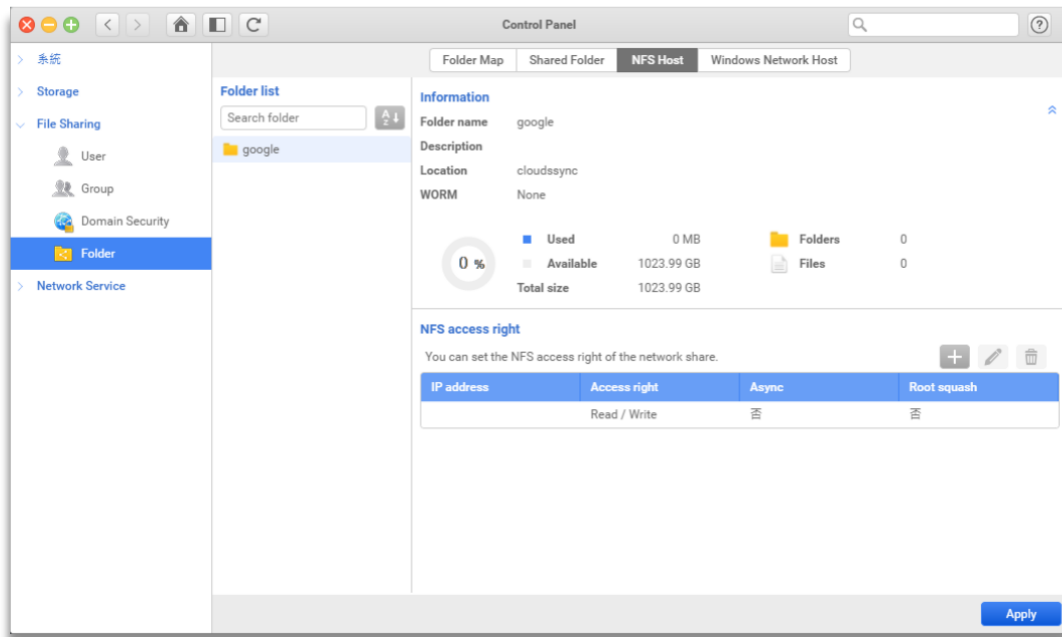 Control Panel
系統
Storage
File Sharing
User
Group
Domain Security
Folder
Network Service
Folder Map Shared Folder NFS Host Windows Network Host
Folder list
Search folder
google
Information
Folder name google
Description
Location cloudssync
WORM None
0 %
Used 0 MB
Available 1023.99 GB
Total size 1023.99 GB
Folders 0
Files 0
NFS access right
You can set the NFS access right of the network share.
IP address Access right Async Root squash
Read / Write 否 否
Apply